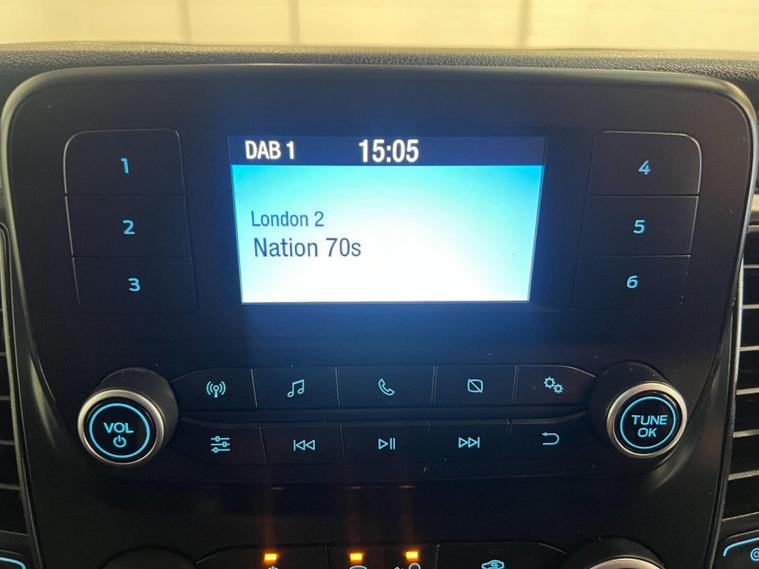 DAB 1 15:05
London 2
Nation 70s
1
2
3
4
5
6
VOL
TUNE
OK